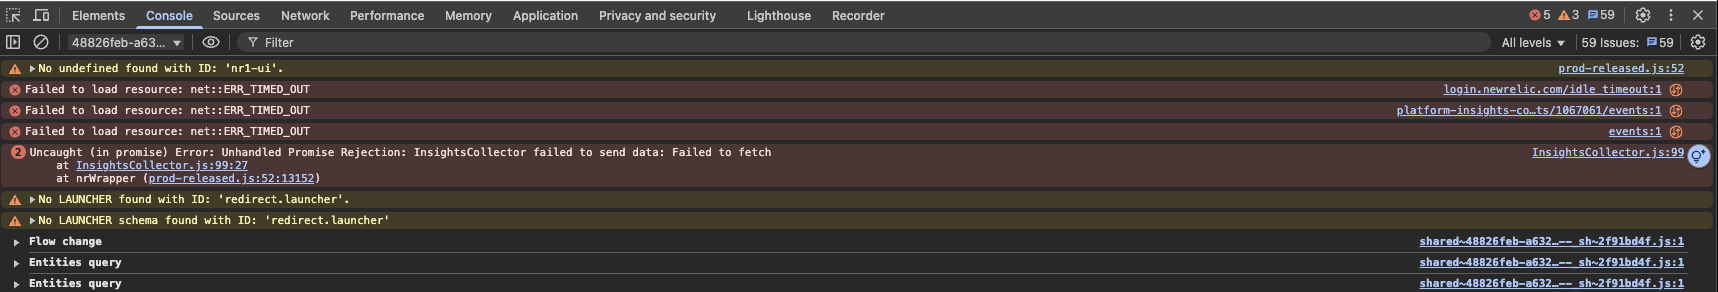 Elements Console Sources Network Performance Memory Application Privacy and security Lighthouse Recorder 5 3 59
48826feb-a63... Filter All levels 59 Issues: 59
No undefined found with ID: 'nr1-ui'. prod-released.js:52
Failed to load resource: net::ERR_TIMED_OUT login.newrelic.com/idle_timeout:1
Failed to load resource: net::ERR_TIMED_OUT platform-insights-co…ts/1067061/events:1
Failed to load resource: net::ERR_TIMED_OUT events:1
2 Uncaught (in promise) Error: Unhandled Promise Rejection: InsightsCollector failed to send data: Failed to fetch InsightsCollector.js:99
at InsightsCollector.js:99:27
at nrWrapper (prod-released.js:52:13152)
No LAUNCHER found with ID: 'redirect.launcher'.
No LAUNCHER schema found with ID: 'redirect.launcher'
Flow change shared~48826feb-a632…--_sh~2f91bd4f.js:1
Entities query shared~48826feb-a632…--_sh~2f91bd4f.js:1
Entities query shared~48826feb-a632…--_sh~2f91bd4f.js:1